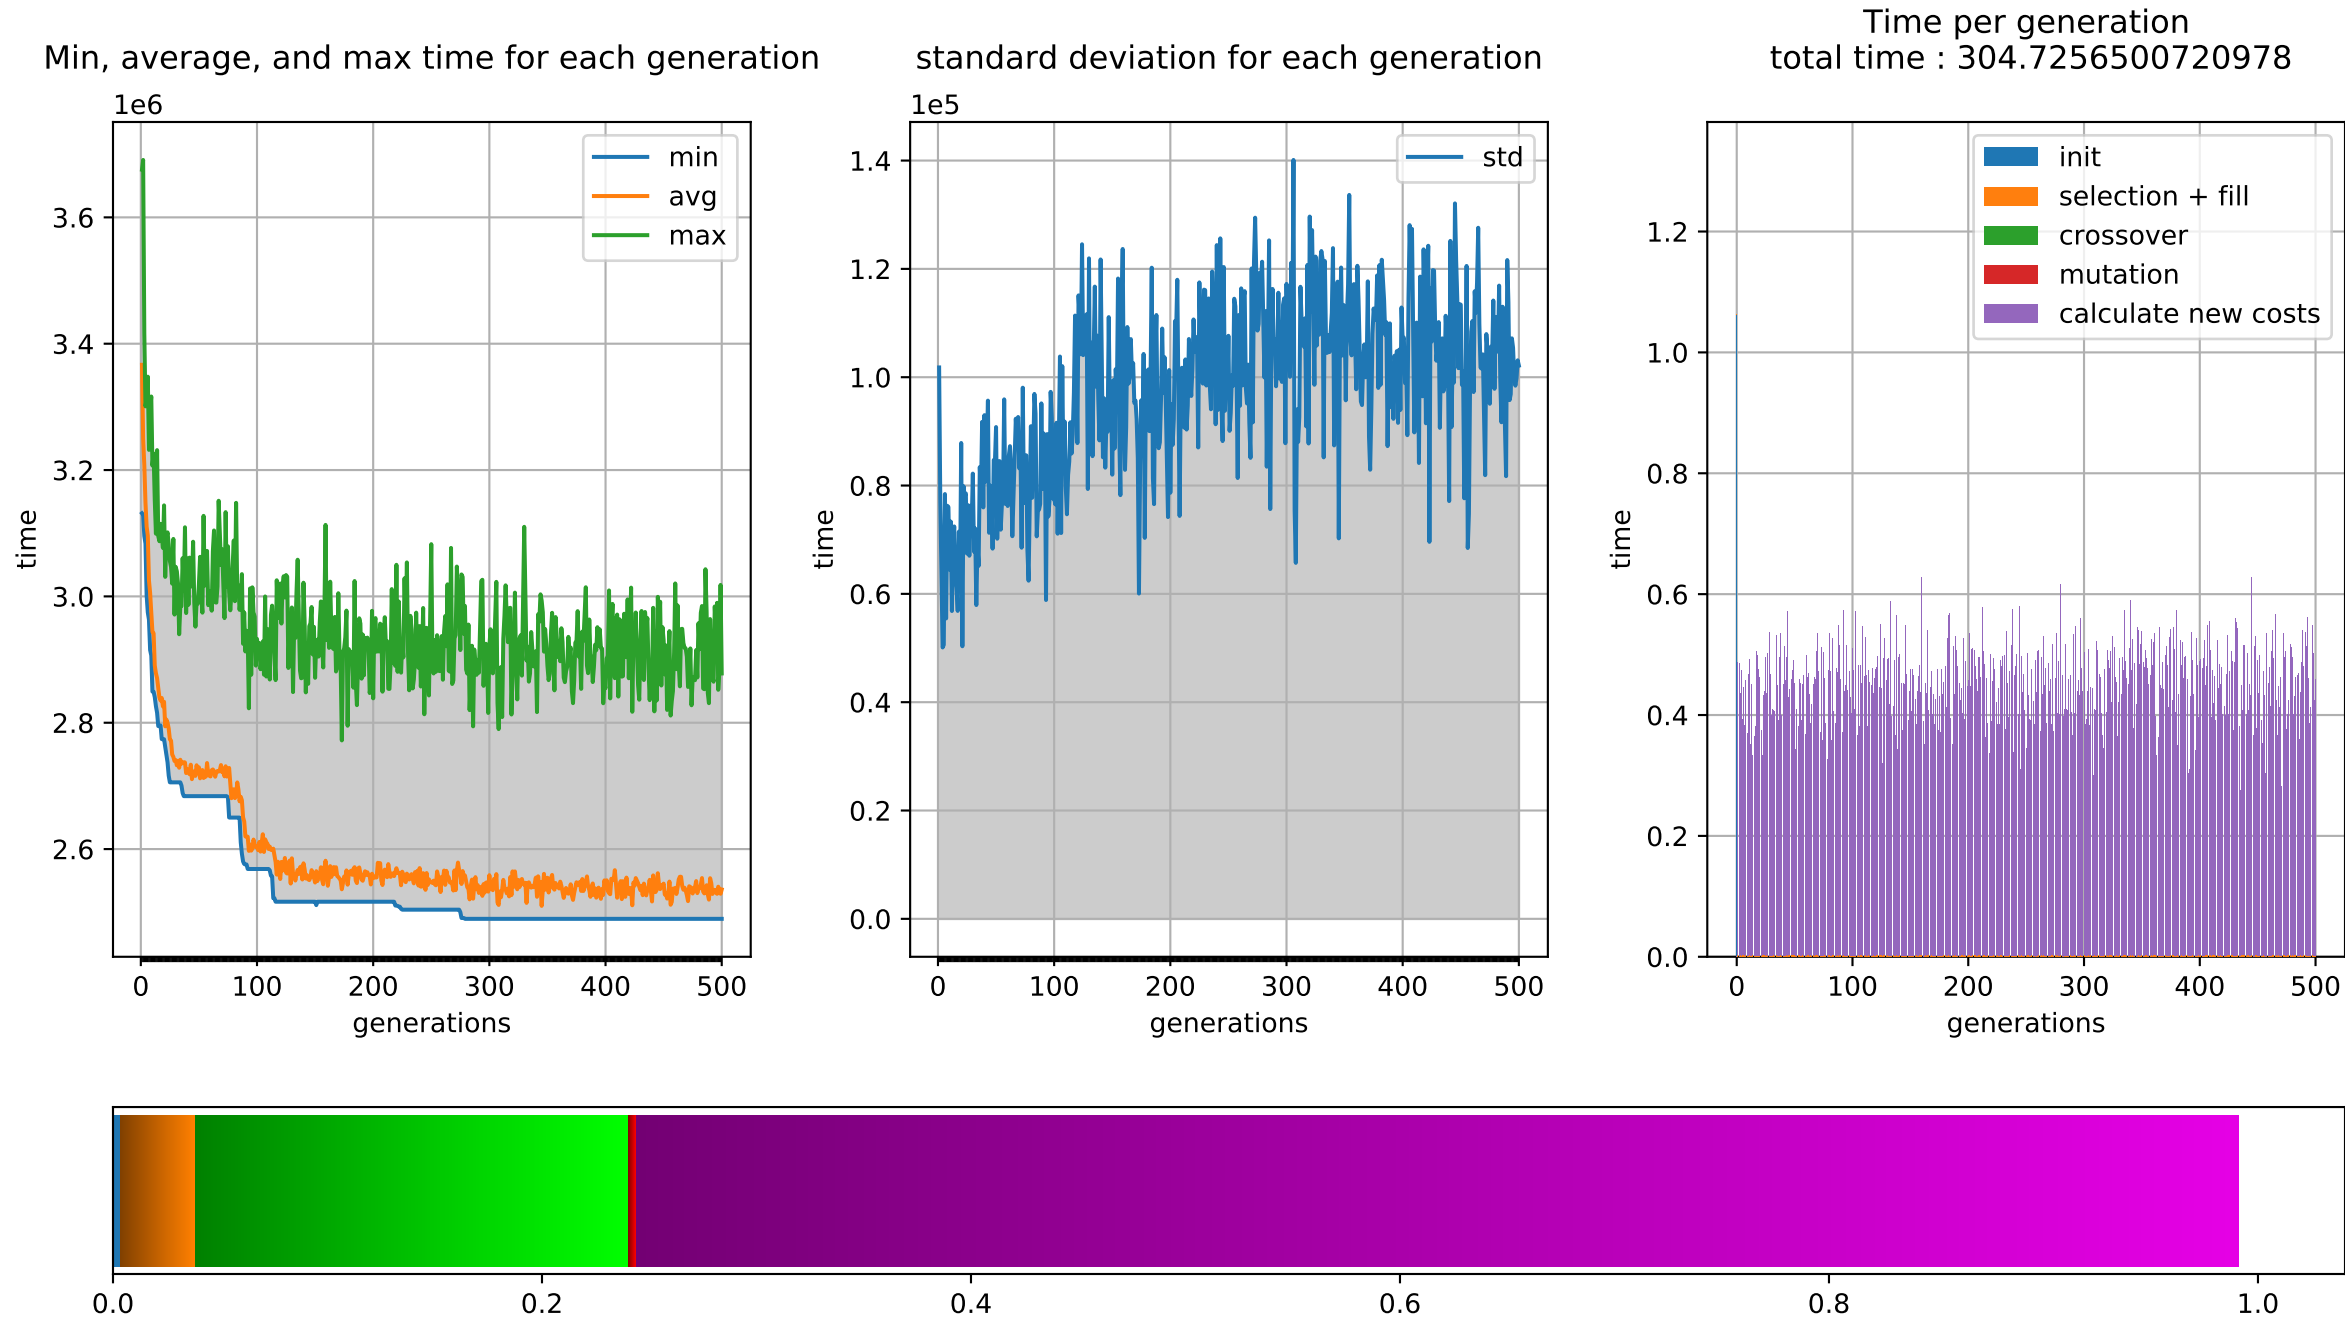 Min, average, and max time for each generation
1e6
3.6
3.4
3.2
3.0
2.8
2.6
time
0 100 200 300 400 500
generations
min
avg
max
standard deviation for each generation
1e5
1.4
1.2
1.0
0.8
0.6
0.4
0.2
0.0
time
0 100 200 300 400 500
generations
std
Time per generation
total time : 304.7256500720978
1.2
1.0
0.8
0.6
0.4
0.2
0.0
time
0 100 200 300 400 500
generations
init
selection + fill
crossover
mutation
calculate new costs
0.0 0.2 0.4 0.6 0.8 1.0